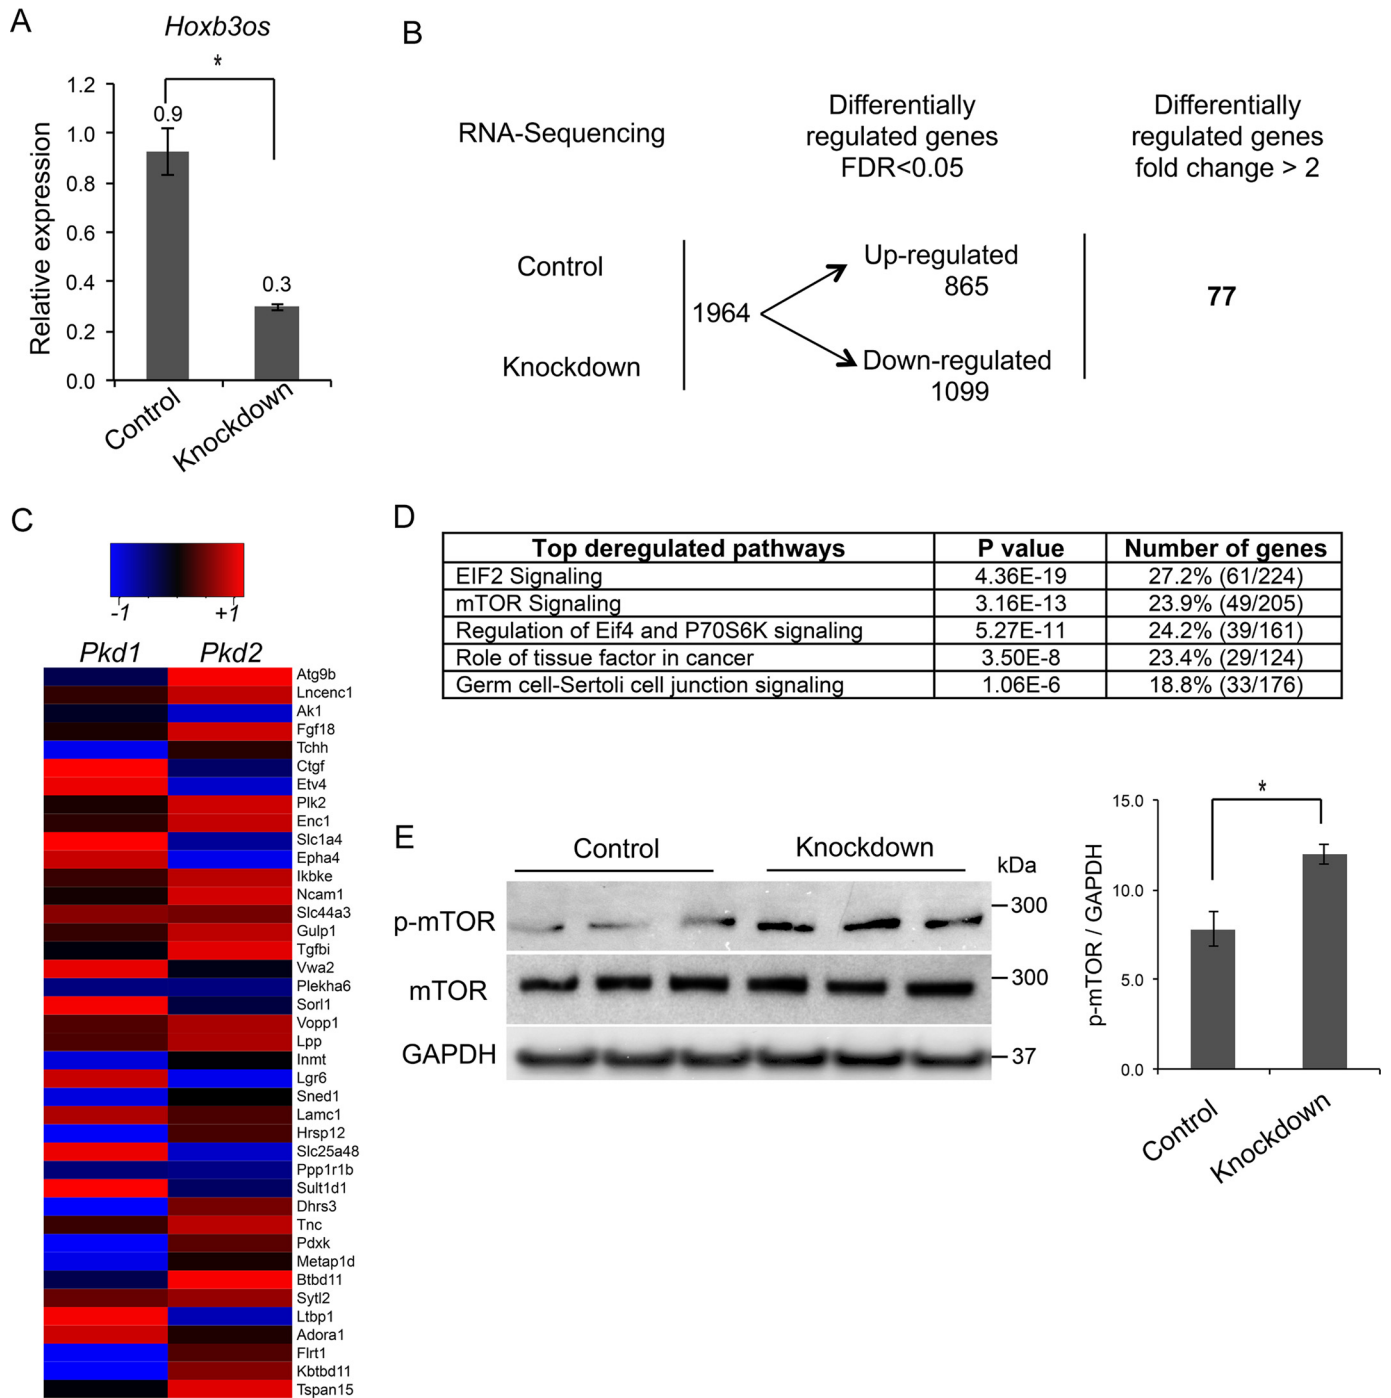 A
Hoxb3os
*
1.2
1.0
0.8
0.6
0.4
0.2
0.0
Relative expression
0.9
0.3
Control
Knockdown
B
RNA-Sequencing
Differentially
regulated genes
FDR<0.05
Differentially
regulated genes
fold change > 2
Control
Knockdown
1964
Up-regulated
865
Down-regulated
1099
77
C
-1 +1
Pkd1 Pkd2
Atg9b
Lncenc1
Ak1
Fgf18
Tchh
Ctgf
Etv4
Plk2
Enc1
Slc1a4
Epha4
Ikbke
Ncam1
Slc44a3
Gulp1
Tgfbi
Vwa2
Plekha6
Sorl1
Vopp1
Lpp
Inmt
Lgr6
Sned1
Lamc1
Hrsp12
Slc25a48
Ppp1r1b
Sult1d1
Dhrs3
Tnc
Pdxk
Metap1d
Btbd11
Sytl2
Ltbp1
Adora1
Flrt1
Kbtbd11
Tspan15
D
Top deregulated pathways P value Number of genes
EIF2 Signaling 4.36E-19 27.2% (61/224)
mTOR Signaling 3.16E-13 23.9% (49/205)
Regulation of Eif4 and P70S6K signaling 5.27E-11 24.2% (39/161)
Role of tissue factor in cancer 3.50E-8 23.4% (29/124)
Germ cell-Sertoli cell junction signaling 1.06E-6 18.8% (33/176)
E
Control Knockdown
kDa
p-mTOR
300
mTOR
300
GAPDH
37
*
15.0
10.0
5.0
0.0
p-mTOR / GAPDH
Control
Knockdown